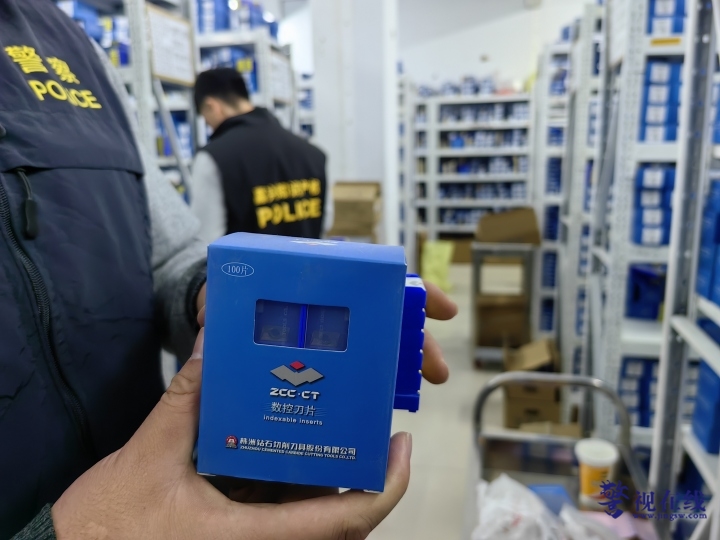 警察
POLICE
POLICE
100片
ZCC·CT
数控刀片
indexable inserts
株洲钻石切削刀具股份有限公司
ZHUZHOU CEMENTED CARBIDE CUTTING TOOLS CO.,LTD.
警视在线